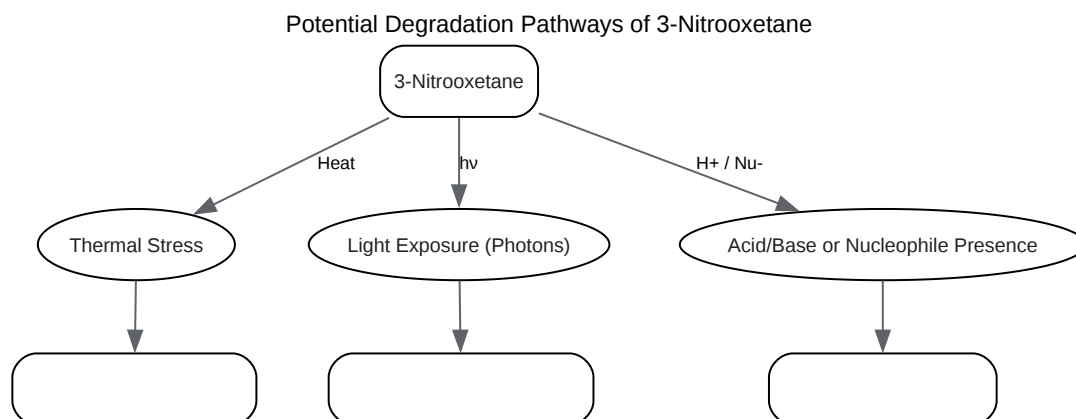 Potential Degradation Pathways of 3-Nitrooxetane
3-Nitrooxetane
Heat
hν
H+ / Nu-
Thermal Stress
Light Exposure (Photons)
Acid/Base or Nucleophile Presence